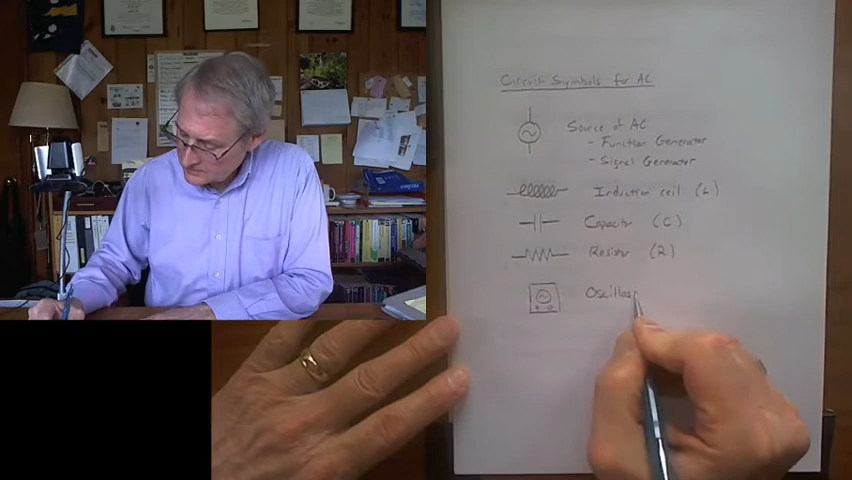 Circuit Symbols for AC
Source of AC
- Function Generator
- Signal Generator
Induction coil (L)
Capacitor (C)
Resistor (R)
Oscillos